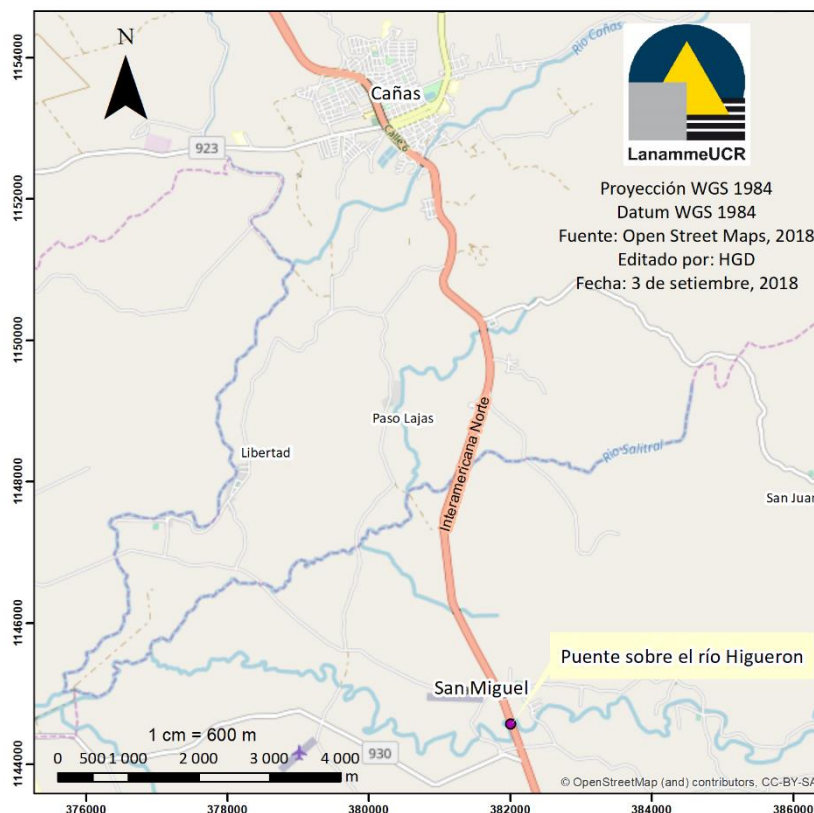 1154000
1152000
1150000
1148000
1146000
1144000
N
Río Cañas
Cañas
Calle 6
923
LanammeUCR
Proyección WGS 1984
Datum WGS 1984
Fuente: Open Street Maps, 2018
Editado por: HGD
Fecha: 3 de setiembre, 2018
Paso Lajas
Libertad
Interamericana Norte
Río Salitral
San Juan
Puente sobre el río Higueron
San Miguel
1 cm = 600 m
930
0 500 1 000 2 000 3 000 4 000
m
© OpenStreetMap (and) contributors, CC-BY-SA
376000 378000 380000 382000 384000 386000